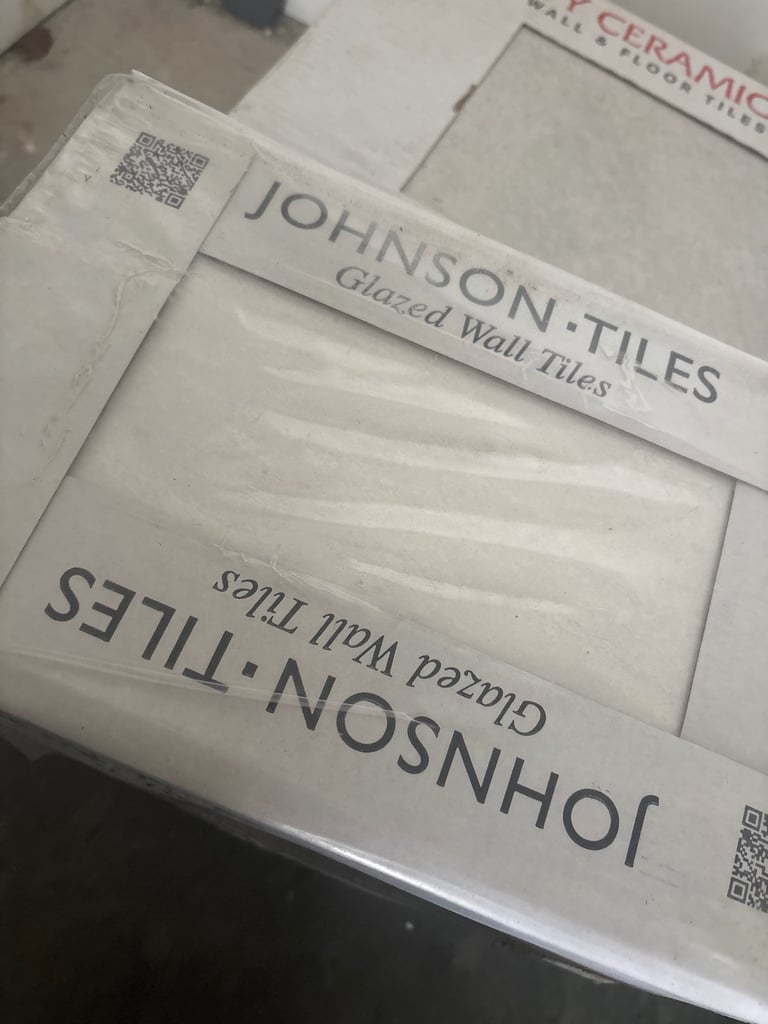 Y CERAMIC
WALL & FLOOR TILES
JOHNSON·TILES
Glazed Wall Tiles
JOHNSON·TILES
Glazed Wall Tiles